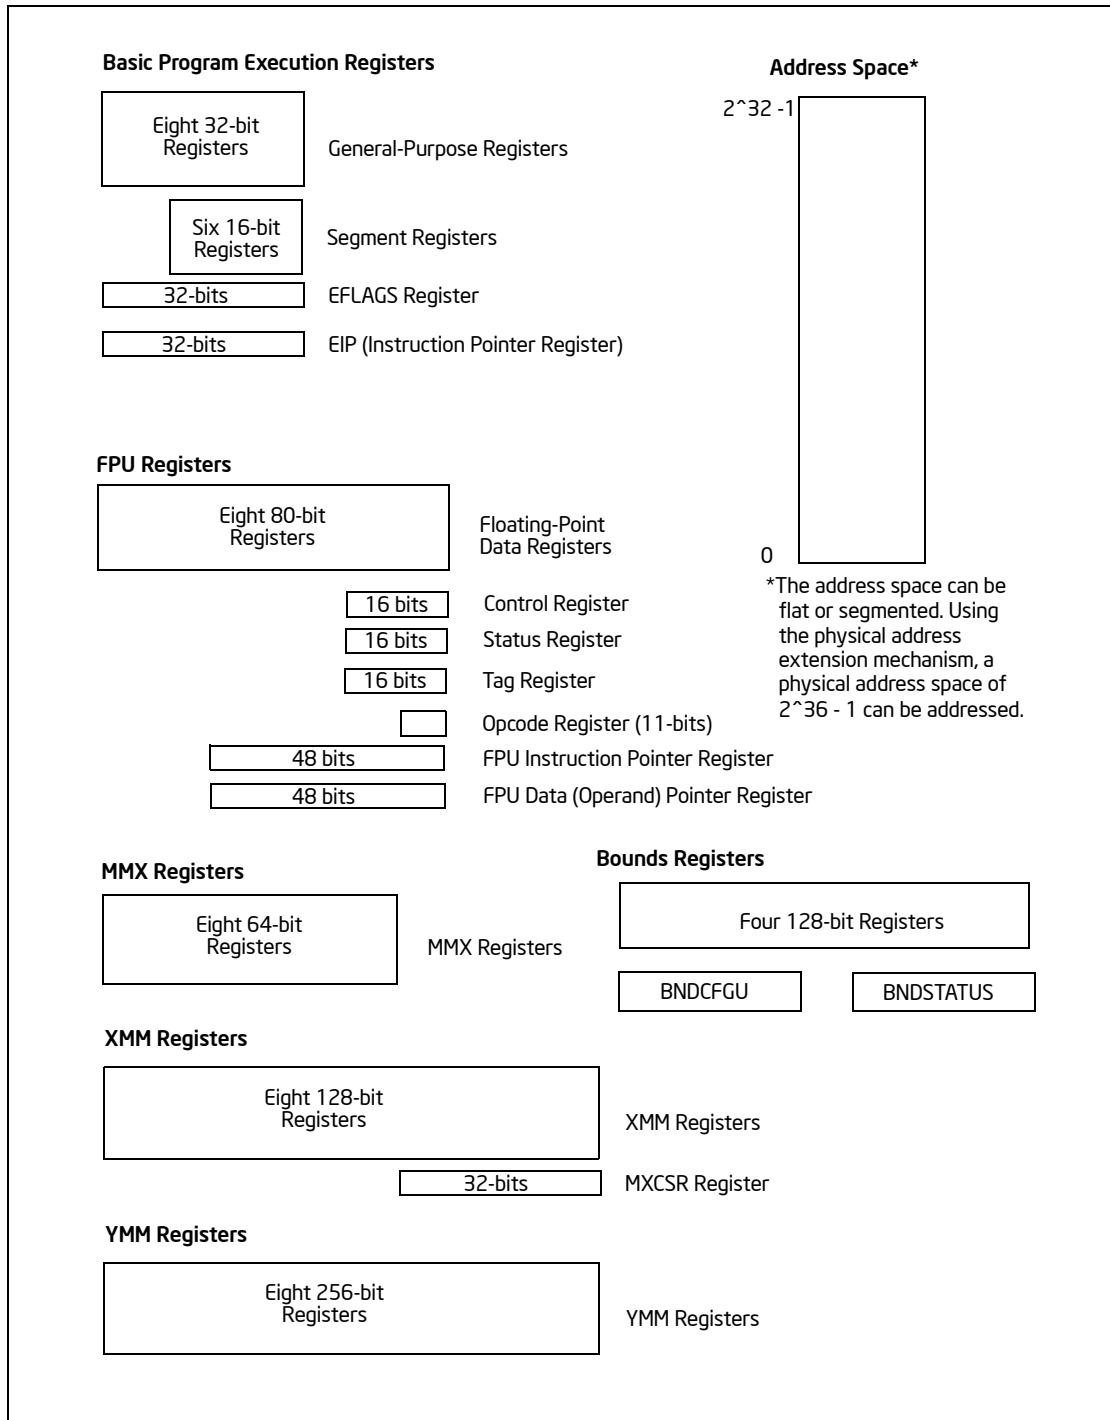 Basic Program Execution Registers
Eight 32-bit
Registers
General-Purpose Registers
Six 16-bit
Registers
Segment Registers
32-bits
EFLAGS Register
32-bits
EIP (Instruction Pointer Register)
Address Space*
2^32 -1
0
*The address space can be
flat or segmented. Using
the physical address
extension mechanism, a
physical address space of
2^36 - 1 can be addressed.
FPU Registers
Eight 80-bit
Registers
Floating-Point
Data Registers
16 bits
Control Register
16 bits
Status Register
16 bits
Tag Register
Opcode Register (11-bits)
48 bits
FPU Instruction Pointer Register
48 bits
FPU Data (Operand) Pointer Register
MMX Registers
Eight 64-bit
Registers
MMX Registers
Bounds Registers
Four 128-bit Registers
BNDCFGU
BNDSTATUS
XMM Registers
Eight 128-bit
Registers
XMM Registers
32-bits
MXCSR Register
YMM Registers
Eight 256-bit
Registers
YMM Registers